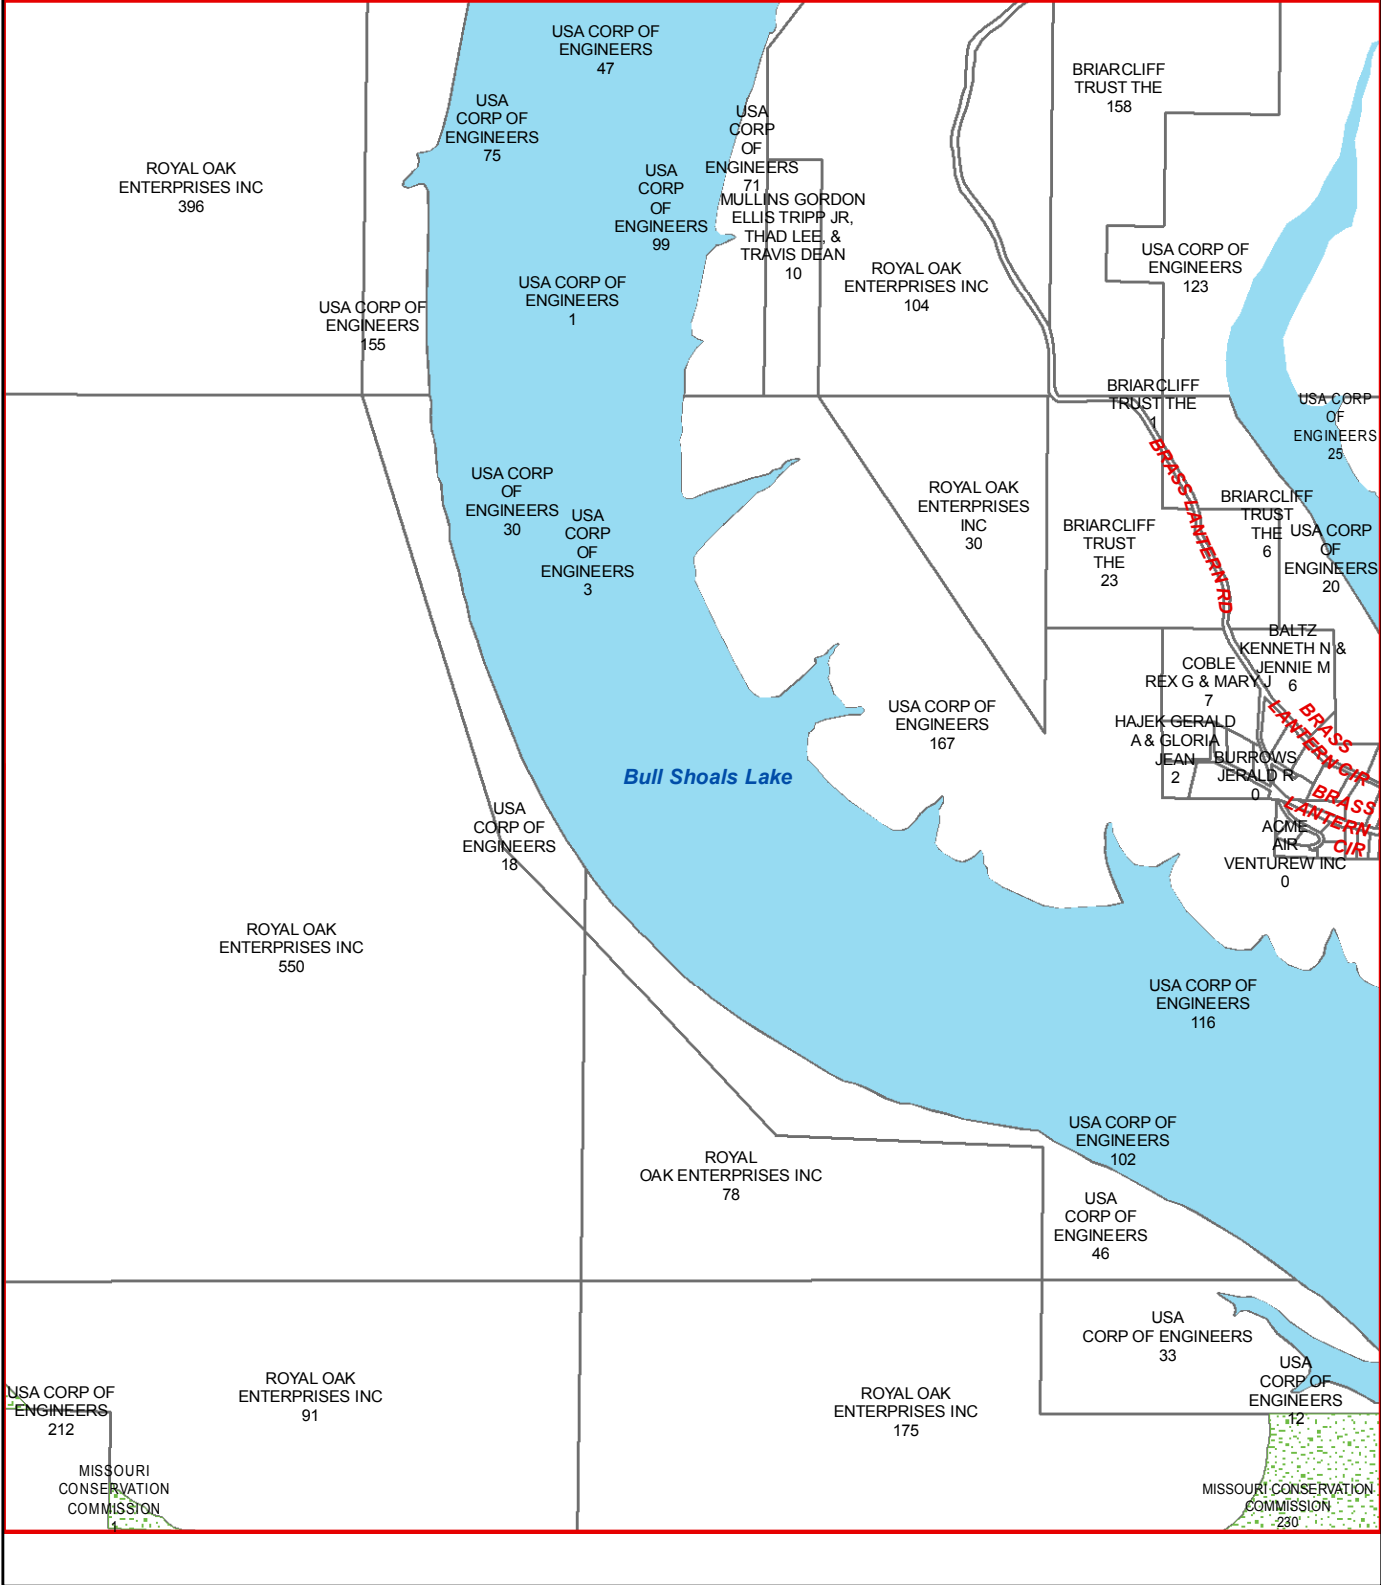 USA CORP OF
ENGINEERS
47
BRIARCLIFF
TRUST THE
158
USA
CORP OF
ENGINEERS
75
USA
CORP
OF
ENGINEERS
71
ROYAL OAK
ENTERPRISES INC
396
USA
CORP
OF
ENGINEERS
99
MULLINS GORDON
ELLIS TRIPP JR,
THAD LEE, &
TRAVIS DEAN
10
ROYAL OAK
ENTERPRISES INC
104
USA CORP OF
ENGINEERS
123
USA CORP OF
ENGINEERS
1
USA CORP OF
ENGINEERS
155
BRIARCLIFF
TRUST THE
1
USA CORP
OF
ENGINEERS
25
BRASS LANTERN RD
USA CORP
OF
ENGINEERS
30
USA
CORP
OF
ENGINEERS
3
ROYAL OAK
ENTERPRISES
INC
30
BRIARCLIFF
TRUST
THE
23
BRIARCLIFF
TRUST
THE
6
USA CORP
OF
ENGINEERS
20
BALTZ
KENNETH N &
JENNIE M
6
COBLE
REX G & MARY J
7
USA CORP OF
ENGINEERS
167
HAJEK GERALD
A & GLORIA
JEAN
2
BURROWS
JERALD R
0
BRASS
LANTERN CIR
BRASS
LANTERN
CIR
Bull Shoals Lake
USA
CORP OF
ENGINEERS
18
ACME
AIR
VENTUREW INC
0
ROYAL OAK
ENTERPRISES INC
550
USA CORP OF
ENGINEERS
116
USA CORP OF
ENGINEERS
102
ROYAL
OAK ENTERPRISES INC
78
USA
CORP OF
ENGINEERS
46
USA
CORP OF ENGINEERS
33
USA
CORP OF
ENGINEERS
12
USA CORP OF
ENGINEERS
212
ROYAL OAK
ENTERPRISES INC
91
ROYAL OAK
ENTERPRISES INC
175
MISSOURI
CONSERVATION
COMMISSION
1
MISSOURI CONSERVATION
COMMISSION
230